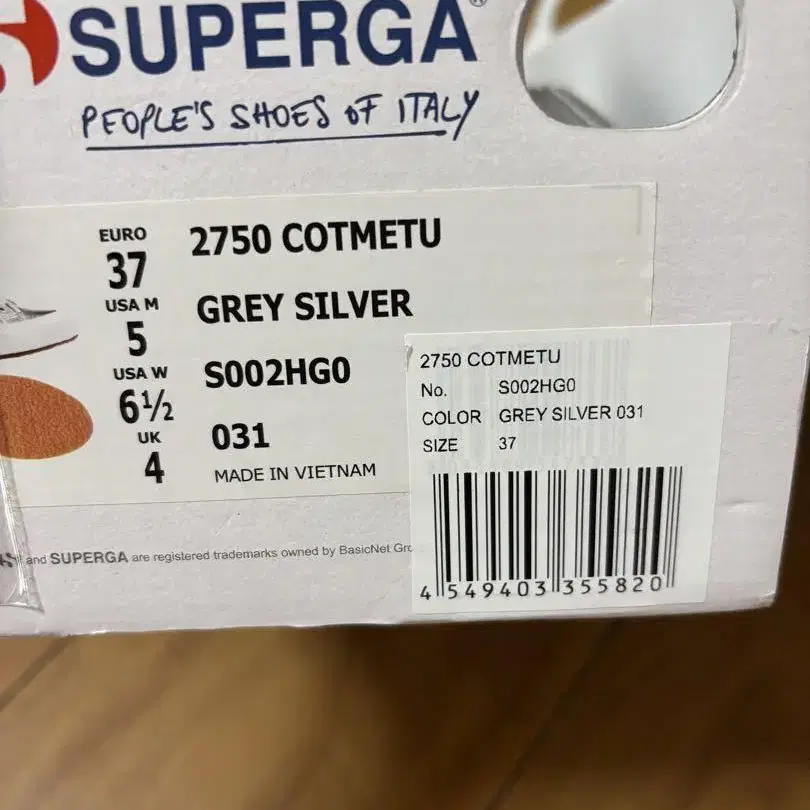 SUPERGA®
PEOPLE'S SHOES OF ITALY
EURO
37
USA M
5
USA W
6½
UK
4
2750 COTMETU
GREY SILVER
S002HG0
031
MADE IN VIETNAM
2750 COTMETU
No. S002HG0
COLOR GREY SILVER 031
SIZE 37
4 549403 355820
and SUPERGA are registered trademarks owned by BasicNet